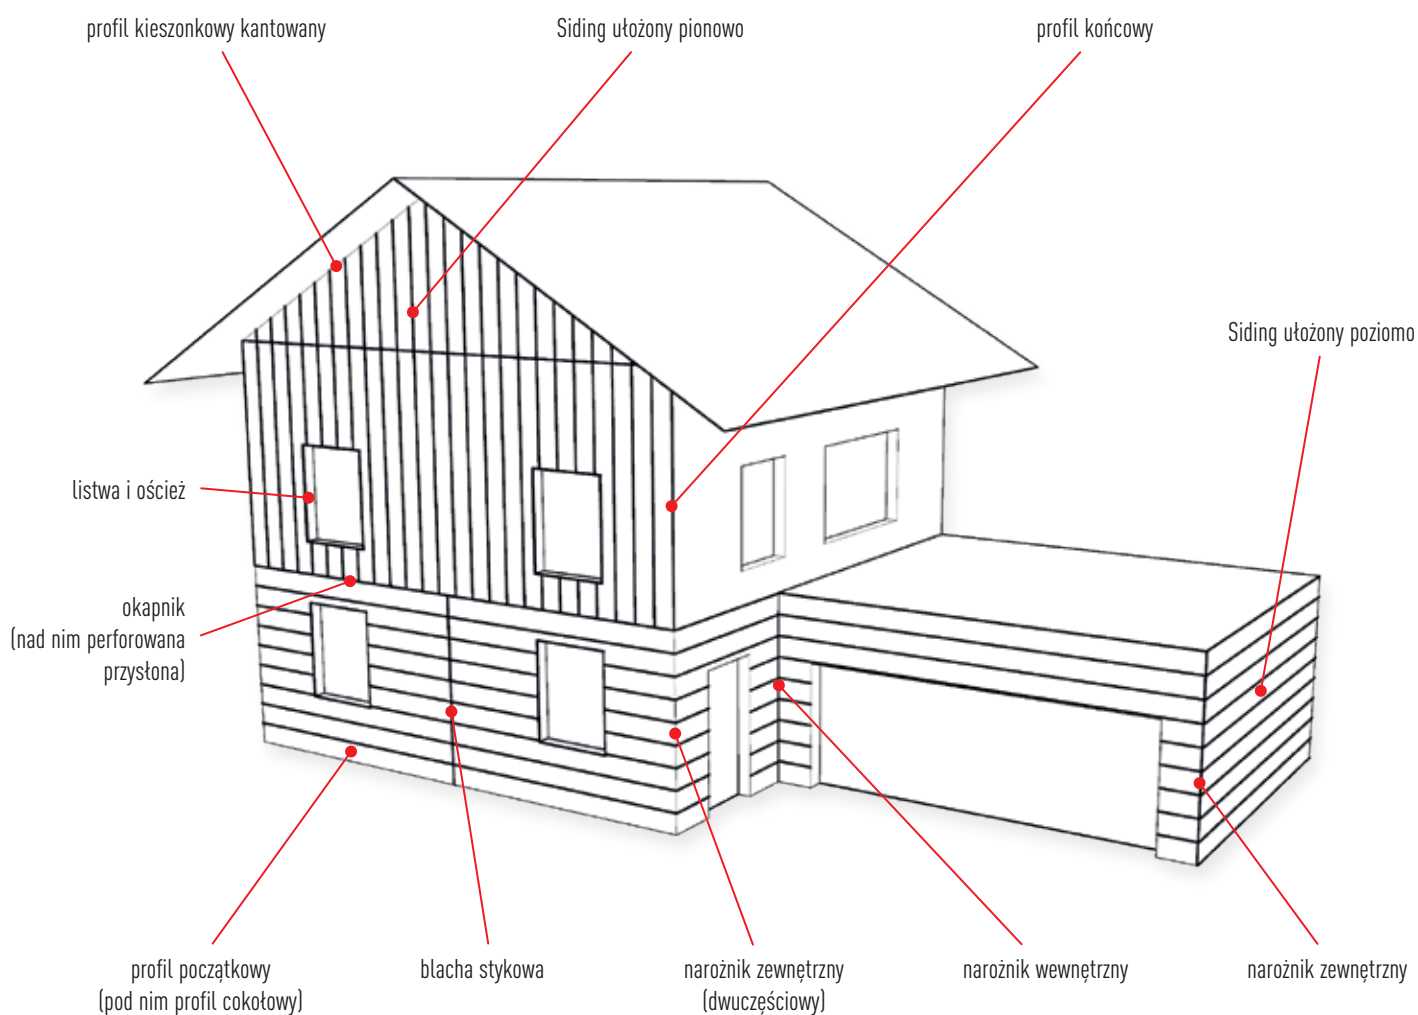 profil kieszonkowy kantowany
Siding ułożony pionowo
profil końcowy
Siding ułożony poziomo
listwa i oścież
okapnik
(nad nim perforowana
przysłona)
profil początkowy
(pod nim profil cokołowy)
blacha stykowa
narożnik zewnętrzny
(dwuczęściowy)
narożnik wewnętrzny
narożnik zewnętrzny